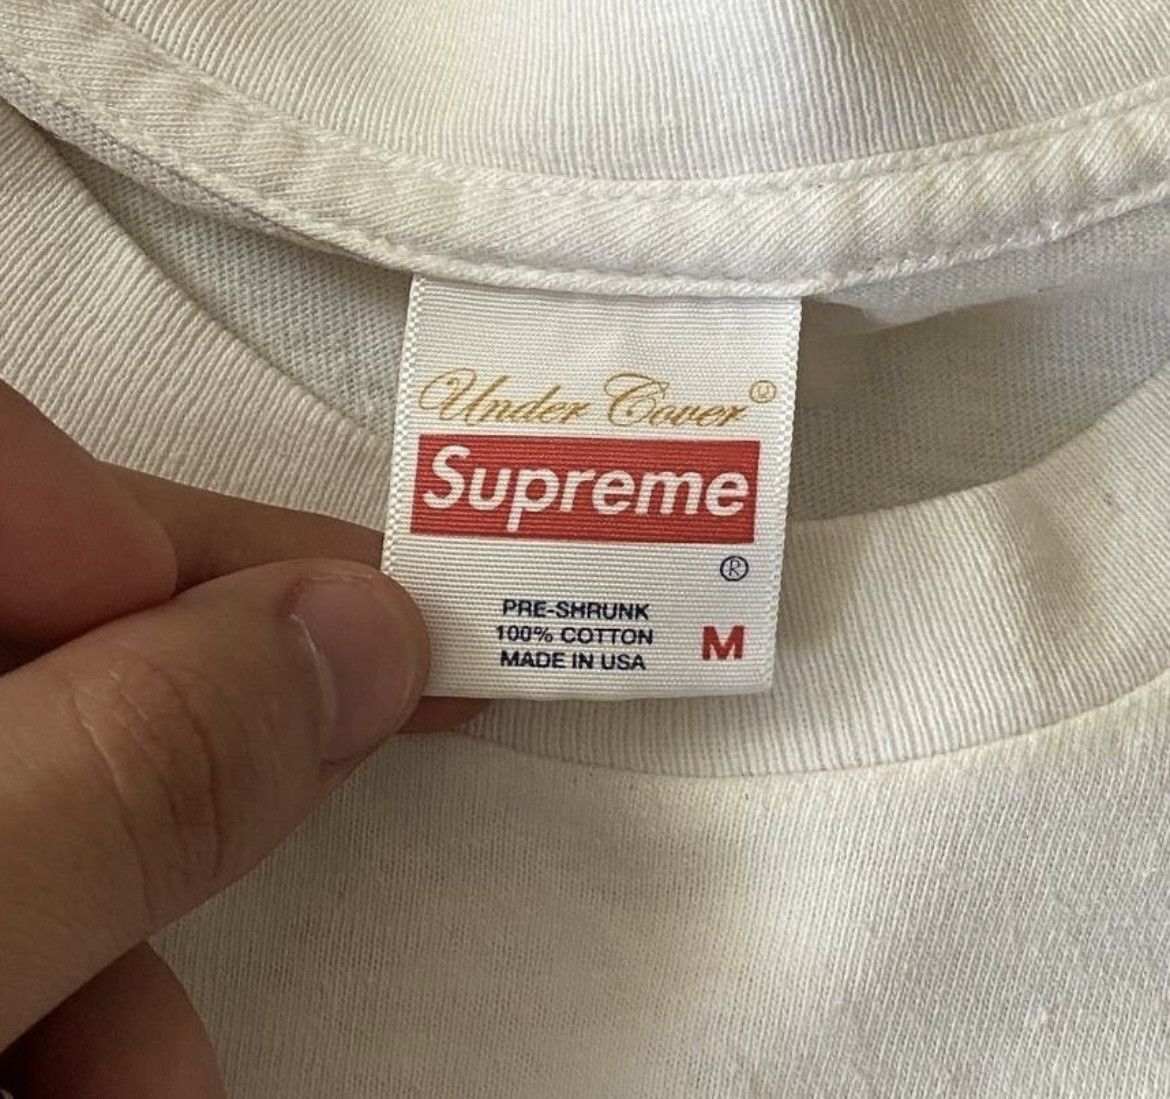 Under Cover Ⓤ
Supreme
®
PRE-SHRUNK
100% COTTON
MADE IN USA
M